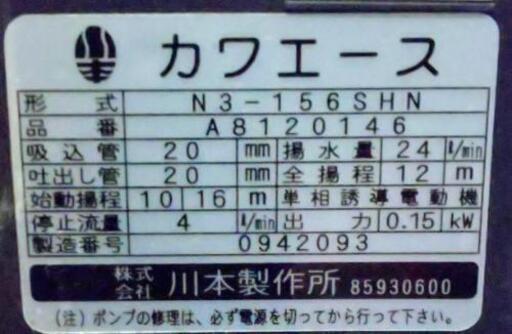 カワエース
形式 N3-156SHN
品番 A8120146
吸込管 20 mm 揚水量 24 ℓ/min
吐出し管 20 mm 全揚程 12 m
始動揚程 10 16 m 単相誘導電動機
停止流量 4 ℓ/min 出力 0.15 kW
製造番号 0942093
株式会社 川本製作所 85930600
(注) ポンプの修理は、必ず電源を切ってから行って下さい。